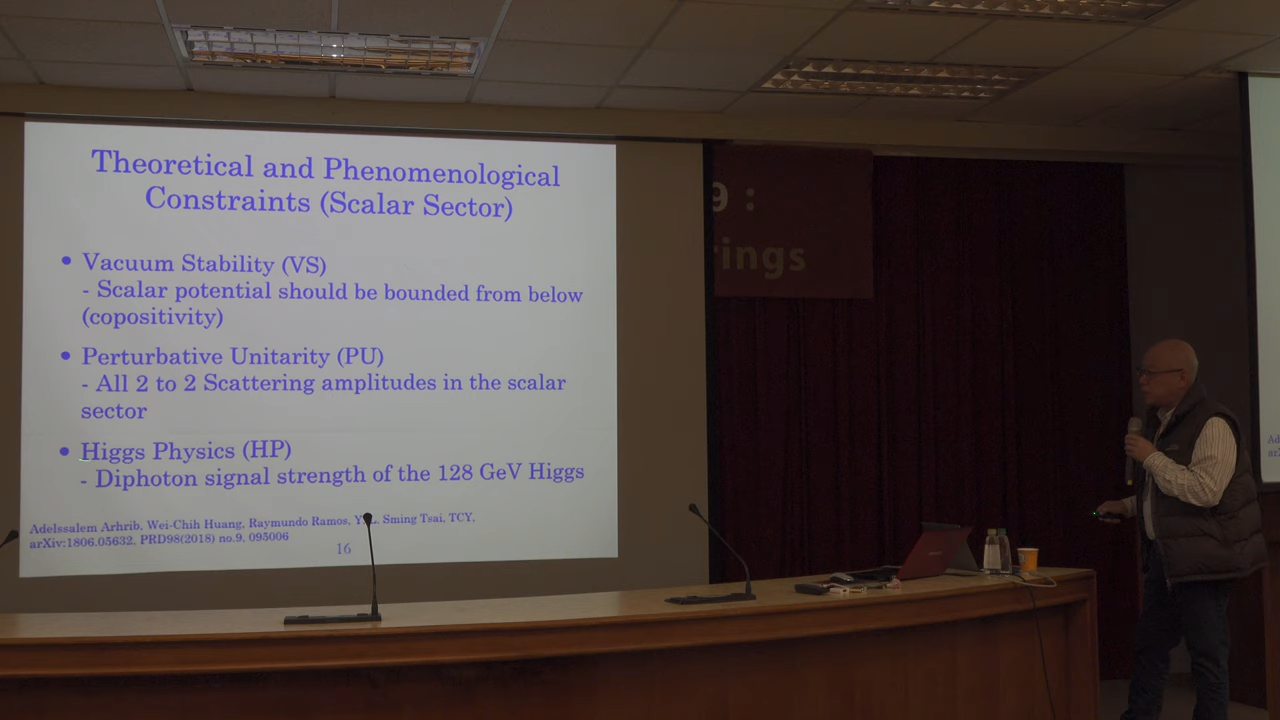 Theoretical and Phenomenological
Constraints (Scalar Sector)
• Vacuum Stability (VS)
- Scalar potential should be bounded from below
(copositivity)
• Perturbative Unitarity (PU)
- All 2 to 2 Scattering amplitudes in the scalar
sector
• Higgs Physics (HP)
- Diphoton signal strength of the 128 GeV Higgs
Adelssalem Arhrib, Wei-Chih Huang, Raymundo Ramos, Sming Tsai, TCY,
arXiv:1806.05632. PRD98(2018) no.9, 095006
16
9 :
rings
Ad